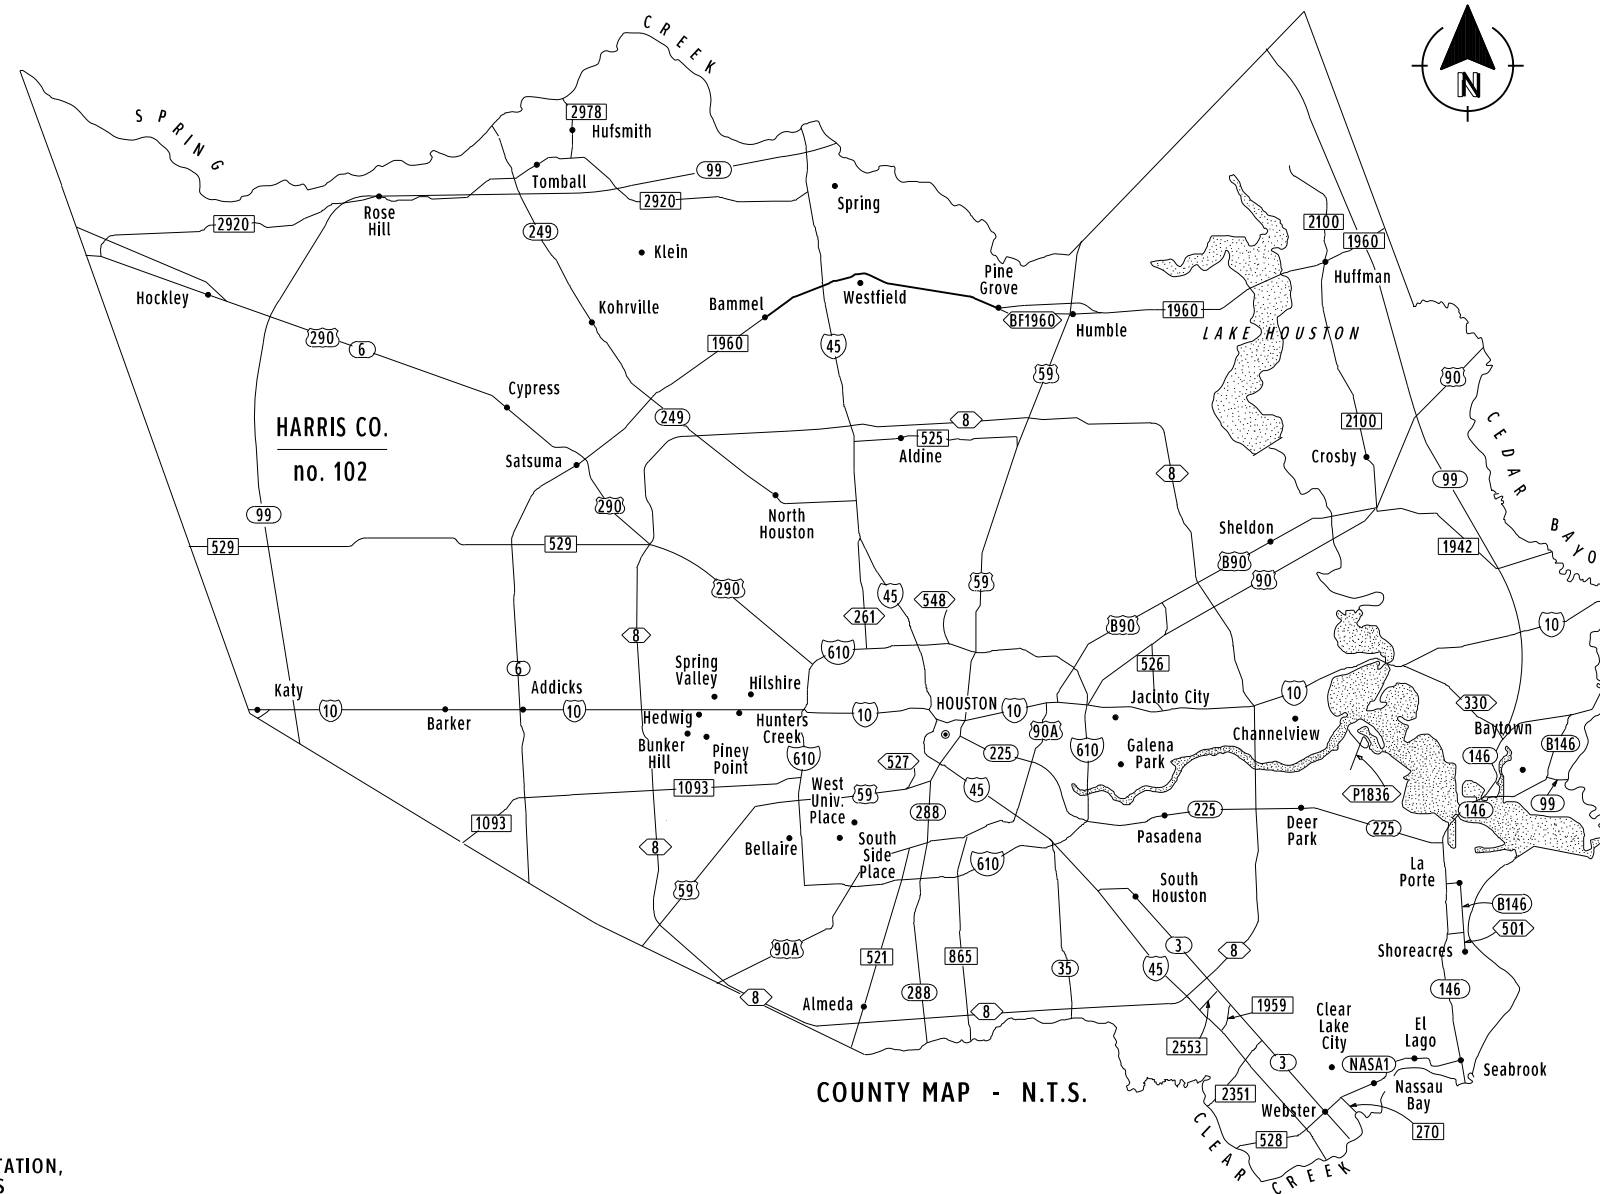 CREEK
N
SPRING
2978
Hufsmith
99
Tomball
2920
Spring
Rose
Hill
2920
249
2100
1960
Klein
Huffman
Pine
Grove
Hockley
Bammel
Westfield
Kohrville
BF1960
Humble
1960
LAKE HOUSTON
290
6
1960
45
59
90
Cypress
249
8
2100
HARRIS CO.
no. 102
525
Aldine
CEDAR
Satsuma
Crosby
8
99
290
99
North
Houston
Sheldon
BAYO
529
529
1942
B90
90
290
45
548
59
261
B90
10
8
610
526
6
Spring
Valley
Hilshire
Katy
Addicks
Jacinto City
10
330
10
Barker
10
Hedwig
Hunters
Creek
10
HOUSTON
10
90A
Channelview
Baytown
Bunker
Hill
Piney
Point
610
225
610
Galena
Park
146
B146
527
1093
West
Univ.
Place
59
45
P1836
99
1093
288
225
146
Pasadena
Deer
Park
225
Bellaire
South
Side
Place
8
610
La
Porte
59
South
Houston
B146
501
90A
521
865
35
3
45
8
Shoreacres
146
8
Almeda
288
8
1959
Clear
Lake
City
El
Lago
2553
3
NASA1
Seabrook
COUNTY MAP - N.T.S.
2351
Webster
Nassau
Bay
270
528
CLEAR
CREEK
TATION,
S